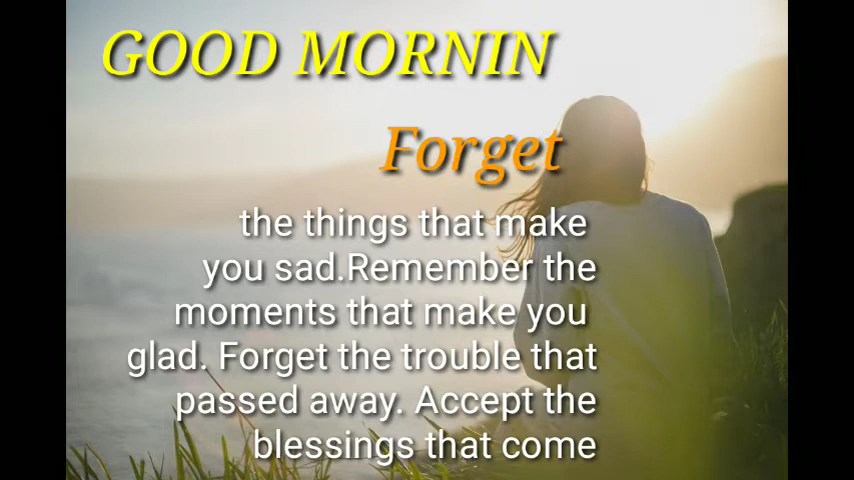 GOOD MORNIN
Forget
the things that make
you sad.Remember the
moments that make you
glad. Forget the trouble that
passed away. Accept the
blessings that come